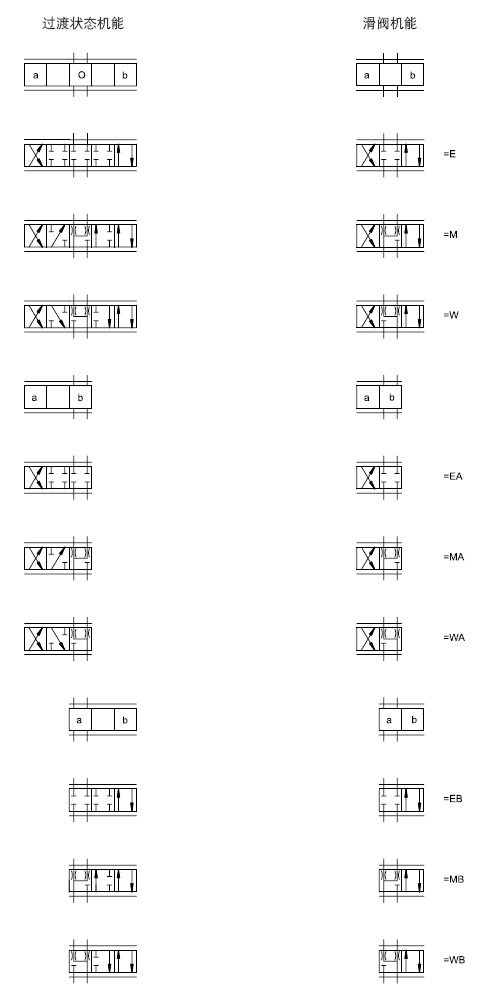 过渡状态机能 滑阀机能
a O b a b
=E
=M
=W
a b a b
=EA
=MA
=WA
a b a b
=EB
=MB
=WB